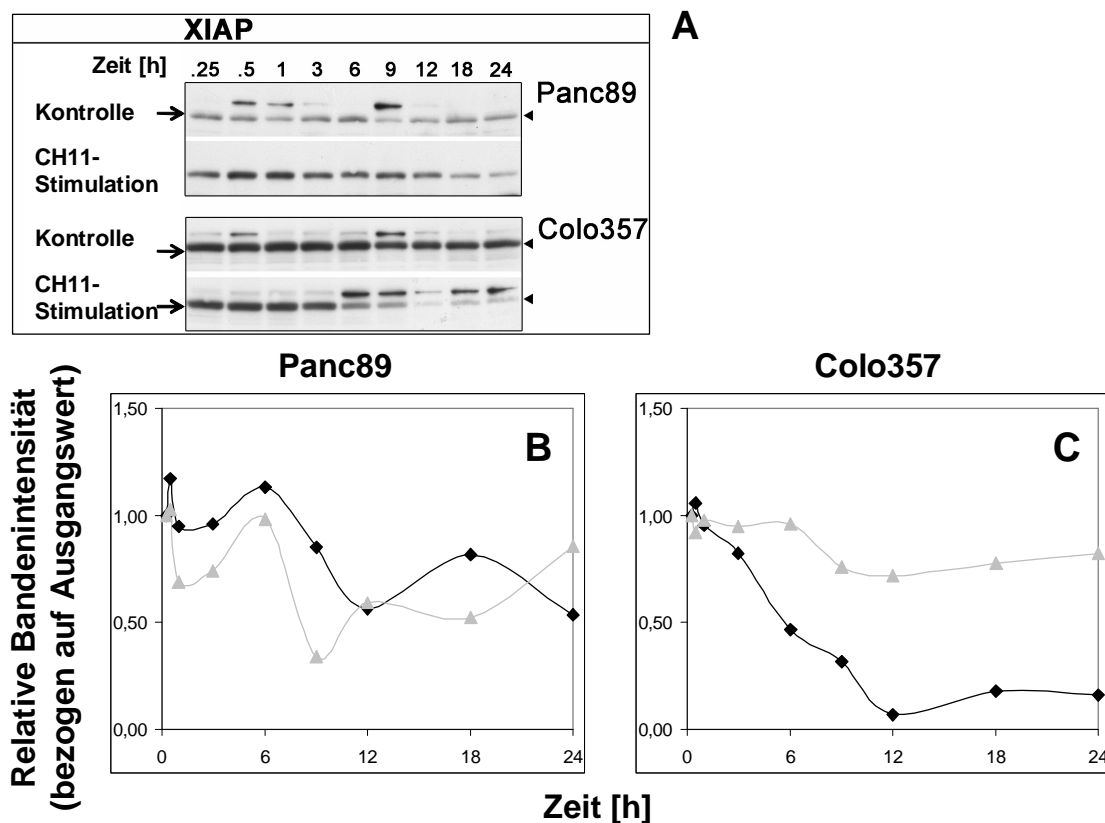 XIAP
A
Zeit [h] .25 .5 1 3 6 9 12 18 24
Panc89
Kontrolle
CH11-
Stimulation
Colo357
Kontrolle
CH11-
Stimulation
Panc89
Colo357
Relative Bandenintensität
(bezogen auf Ausgangswert)
1,50
1,00
0,50
0,00
0 6 12 18 24
B
1,50
1,00
0,50
0,00
0 6 12 18 24
C
Zeit [h]